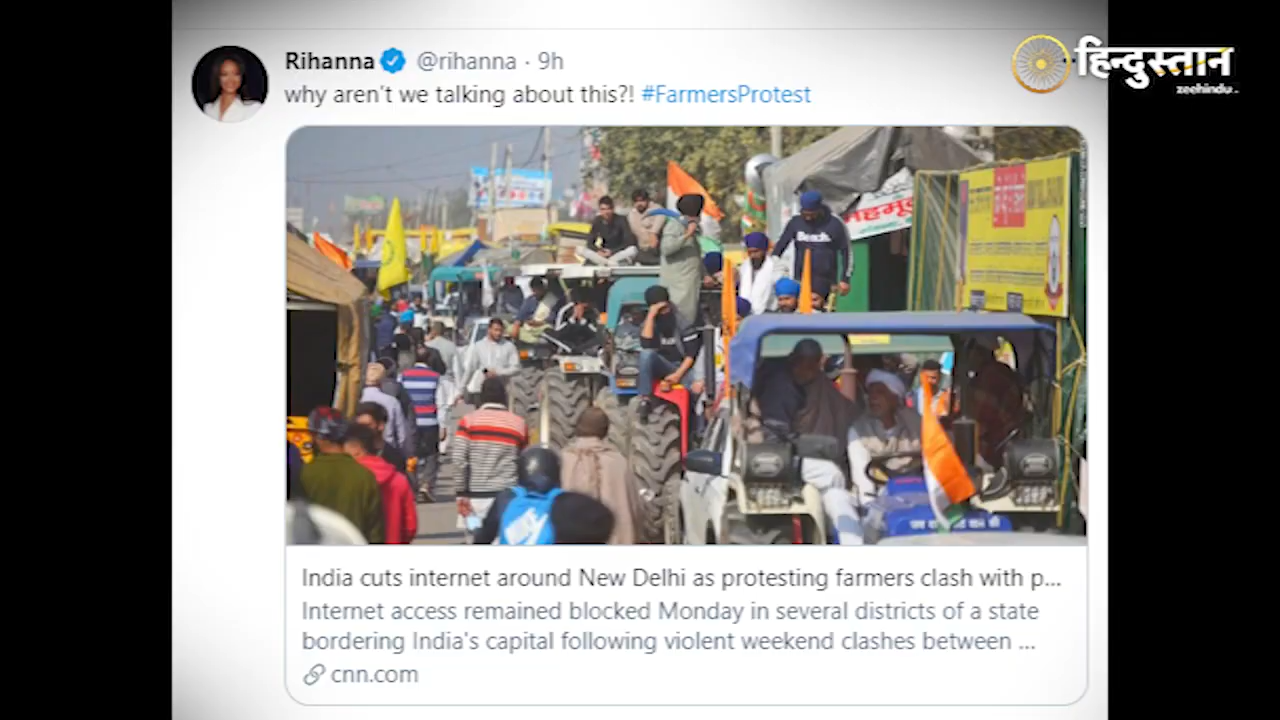 Rihanna @rihanna · 9h
हिन्दुस्तान
zeehindu..
why aren't we talking about this?! #FarmersProtest
Bench.
India cuts internet around New Delhi as protesting farmers clash with p...
Internet access remained blocked Monday in several districts of a state
bordering India's capital following violent weekend clashes between ...
cnn.com